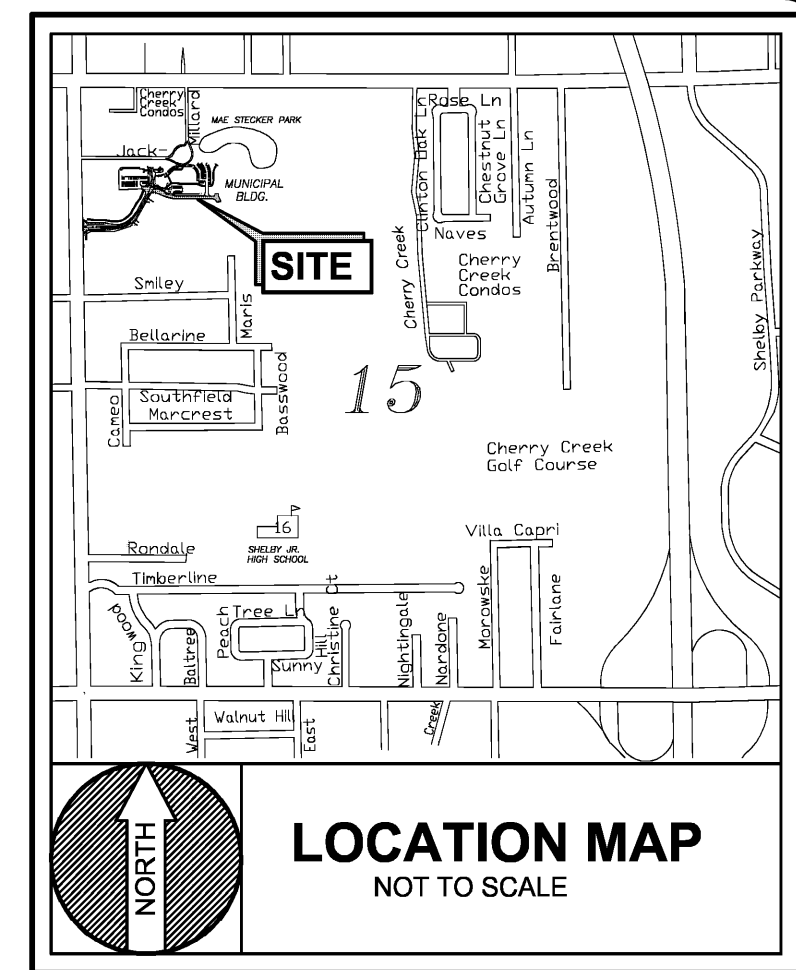 Cherry
Creek
Condos
Millard
MAE STECKER PARK
Jack-
MUNICIPAL
BLDG.
SITE
Clinton Oak Ln
Rose Ln
Chestnut
Grove Ln
Autumn Ln
Brentwood
Naves
Cherry Creek
Cherry
Creek
Condos
Shelby Parkway
Smiley
Maris
Bellarine
Basswood
Southfield
Marcrest
Cameo
15
Cherry Creek
Golf Course
16
SHELBY JR.
HIGH SCHOOL
Villa Capri
Rondale
Timberline
Ct
Kingwood
Baltree
Peach
Tree Ln
Sunny
Hill
Christine
Nightingale
Nardone
Morowske
Fairlane
West
Walnut Hill
East
Creek
NORTH
LOCATION MAP
NOT TO SCALE